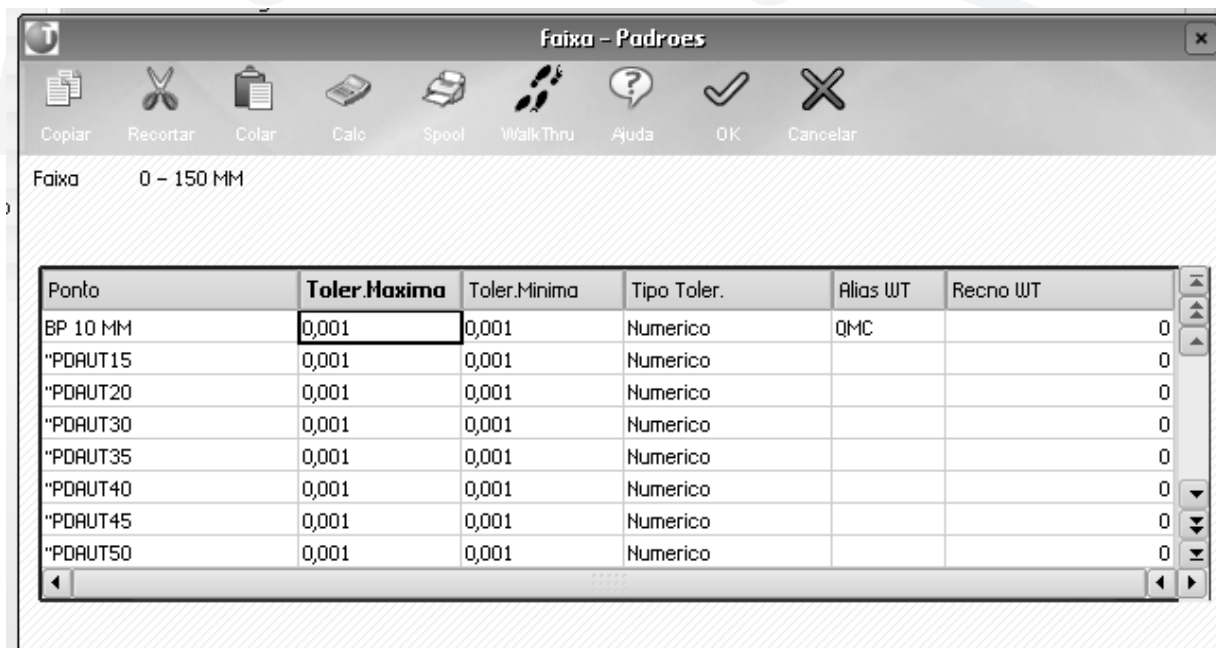 Faixa - Padroes
Copiar Recortar Colar Calc Spool WalkThru Ajuda OK Cancelar
Faixa 0 - 150 MM
Ponto Toler.Maxima Toler.Minima Tipo Toler. Alias WT Recno WT
BP 10 MM 0,001 0,001 Numerico QMC 0
"PDAUT15 0,001 0,001 Numerico 0
"PDAUT20 0,001 0,001 Numerico 0
"PDAUT30 0,001 0,001 Numerico 0
"PDAUT35 0,001 0,001 Numerico 0
"PDAUT40 0,001 0,001 Numerico 0
"PDAUT45 0,001 0,001 Numerico 0
"PDAUT50 0,001 0,001 Numerico 0